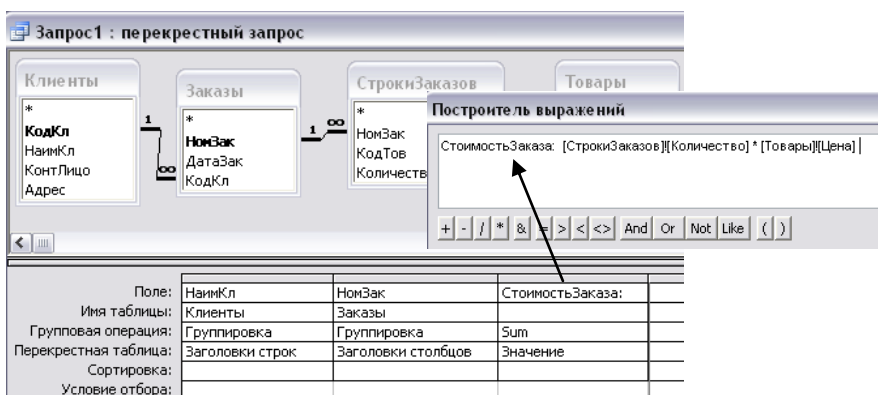 Запрос1 : перекрестный запрос
Клиенты
*
КодКл
НаимКл
КонтЛицо
Адрес
1
∞
Заказы
*
НомЗак
ДатаЗак
КодКл
1
∞
СтрокиЗаказов
*
НомЗак
КодТов
Количеств
Товары
Построитель выражений
СтоимостьЗаказа: [СтрокиЗаказов]![Количество] * [Товары]![Цена]
+ - / * & = > < <> And Or Not Like ( )
Поле: НаимКл НомЗак СтоимостьЗаказа:
Имя таблицы: Клиенты Заказы
Групповая операция: Группировка Группировка Sum
Перекрестная таблица: Заголовки строк Заголовки столбцов Значение
Сортировка:
Условие отбора: